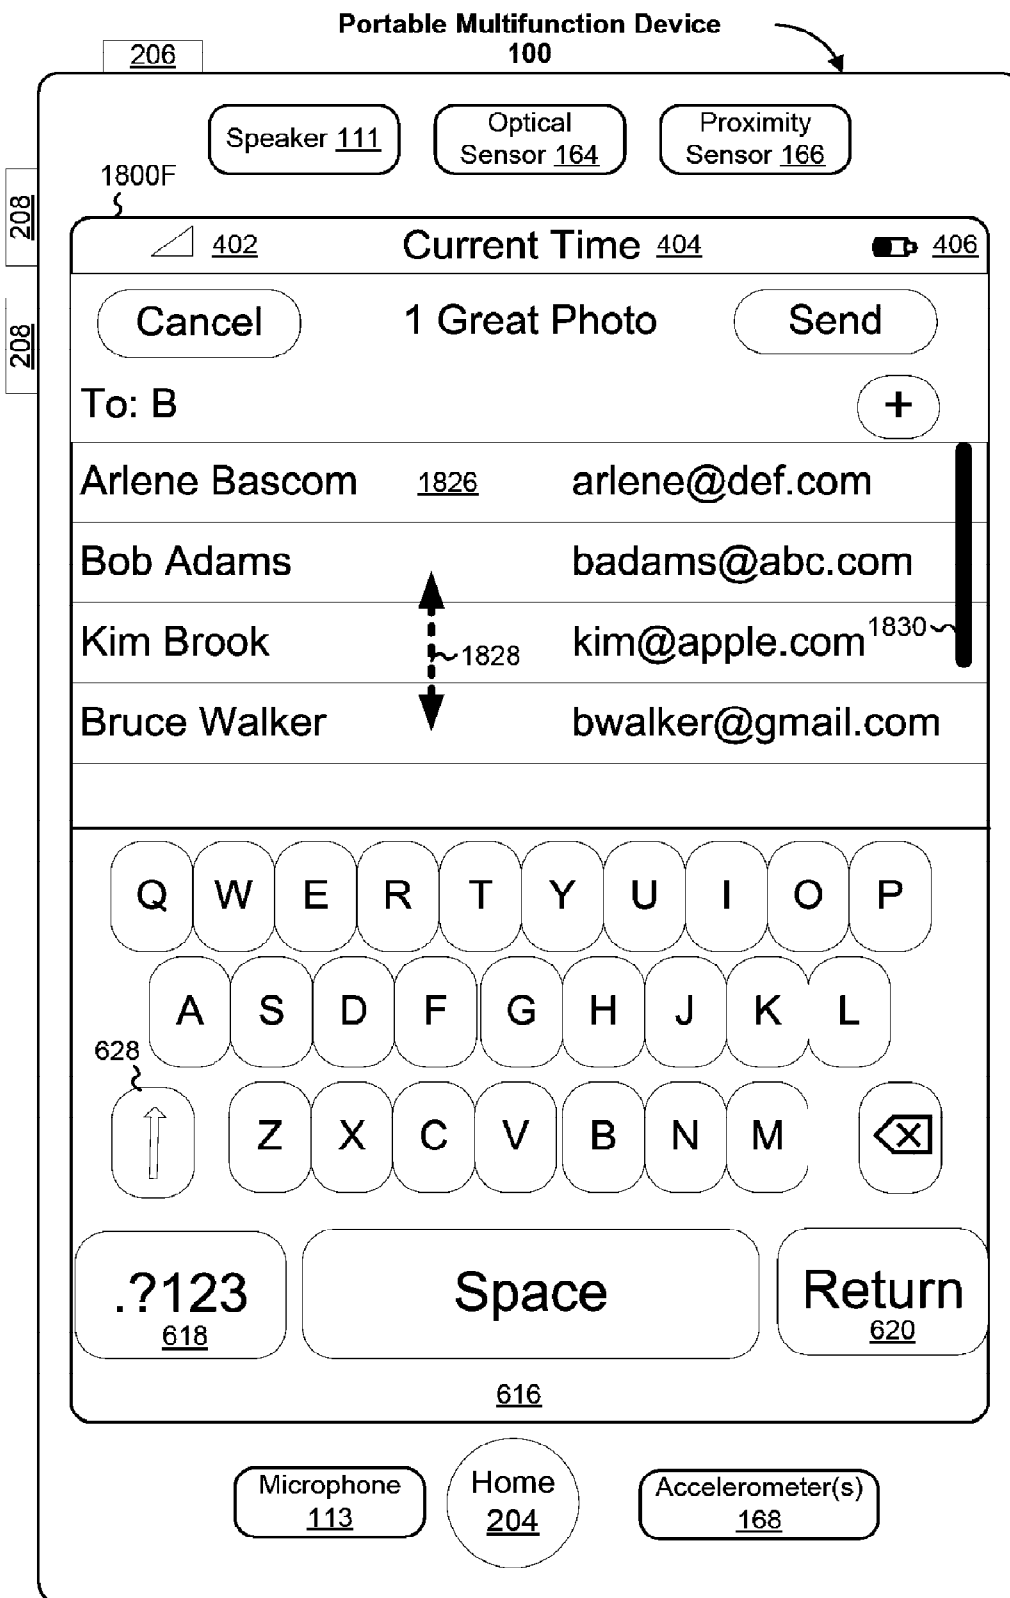 Portable Multifunction Device
100
206
Speaker 111
Optical
Sensor 164
Proximity
Sensor 166
1800F
208
208
402
Current Time 404
406
Cancel
1 Great Photo
Send
To: B
+
Arlene Bascom
1826
arlene@def.com
Bob Adams
badams@abc.com
Kim Brook
1828
kim@apple.com
1830
Bruce Walker
bwalker@gmail.com
Q W E R T Y U I O P
A S D F G H J K L
628
Z X C V B N M
.?123
618
Space
Return
620
616
Microphone
113
Home
204
Accelerometer(s)
168